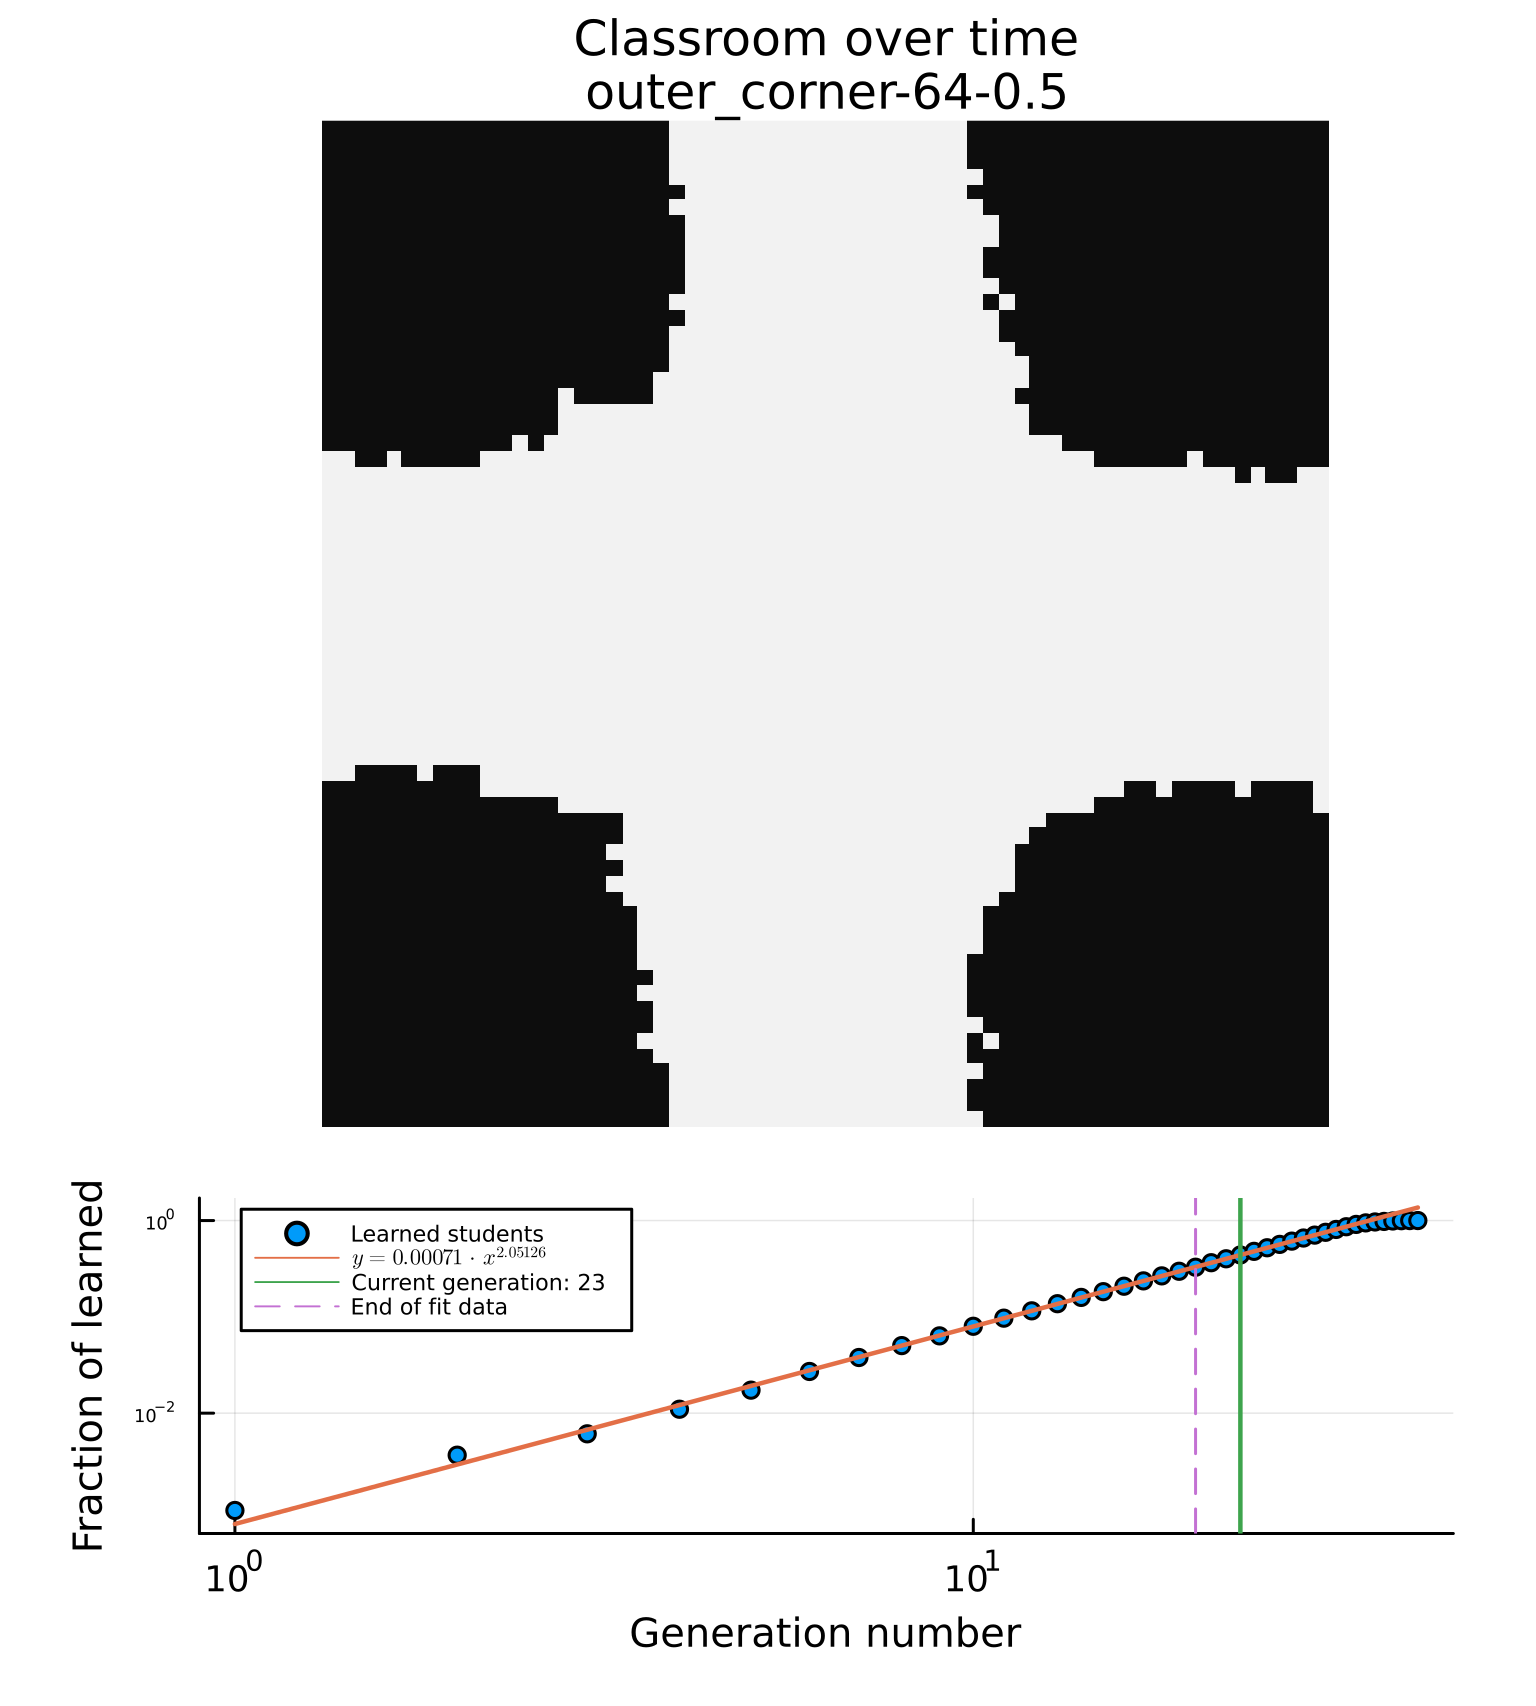 Classroom over time
outer_corner-64-0.5
Fraction of learned
10^0
10^-2
Learned students
y = 0.00071 · x^2.05126
Current generation: 23
End of fit data
10^0
10^1
Generation number